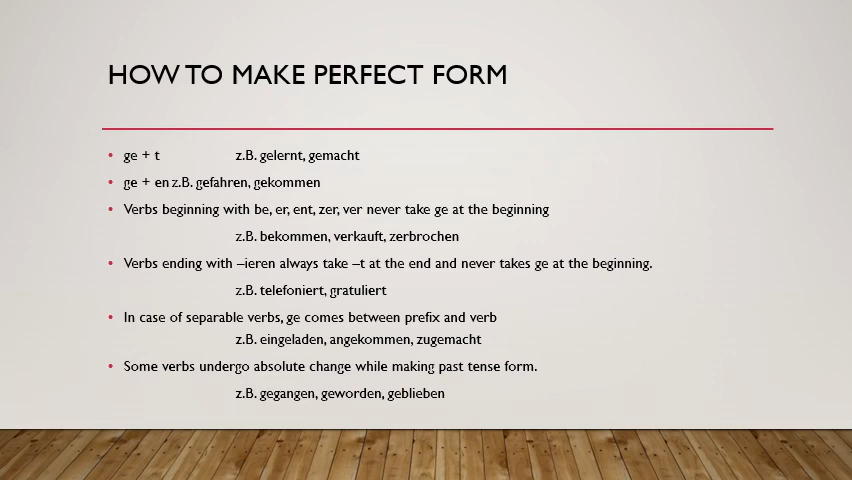 HOW TO MAKE PERFECT FORM
• ge + t z.B. gelernt, gemacht
• ge + en z.B. gefahren, gekommen
• Verbs beginning with be, er, ent, zer, ver never take ge at the beginning
z.B. bekommen, verkauft, zerbrochen
• Verbs ending with –ieren always take –t at the end and never takes ge at the beginning.
z.B. telefoniert, gratuliert
• In case of separable verbs, ge comes between prefix and verb
z.B. eingeladen, angekommen, zugemacht
• Some verbs undergo absolute change while making past tense form.
z.B. gegangen, geworden, geblieben